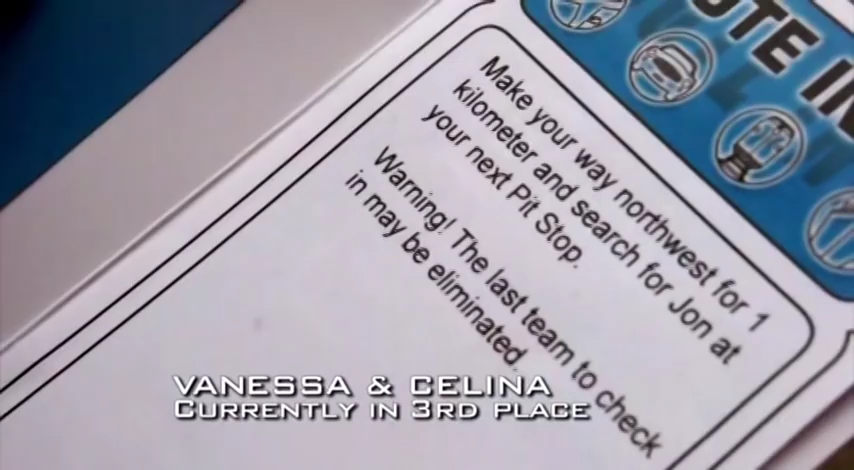 UTE IN
Make your way northwest for 1
kilometer and search for Jon at
your next Pit Stop.
Warning! The last team to check
in may be eliminated.
VANESSA & CELINA
CURRENTLY IN 3RD PLACE